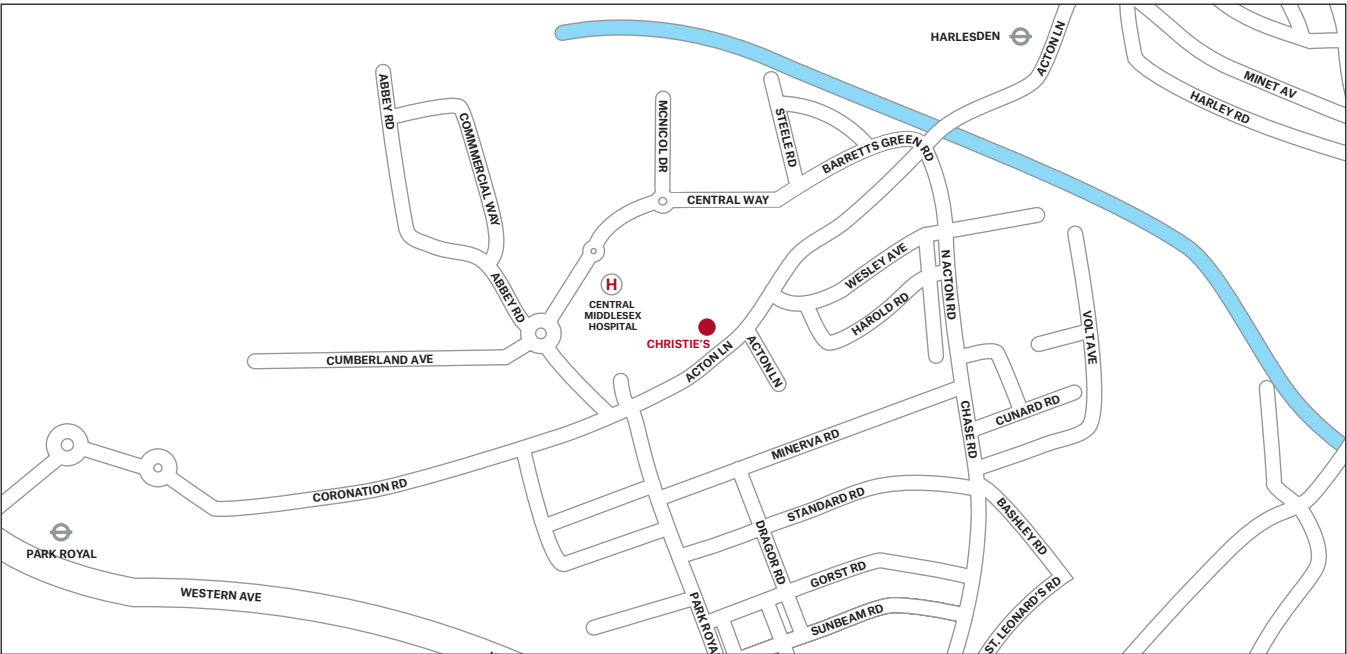 HARLESDEN
ACTON LN
MINET AV
HARLEY RD
ABBEY RD
COMMMERCIAL WAY
MCNICOL DR
STEELE RD
BARRETTS GREEN RD
CENTRAL WAY
WESLEY AVE
N ACTON RD
ABBEY RD
H
CENTRAL
MIDDLESEX
HOSPITAL
HAROLD RD
VOLT AVE
CHRISTIE'S
CUMBERLAND AVE
ACTON LN
ACTON LN
CHASE RD
CUNARD RD
MINERVA RD
CORONATION RD
STANDARD RD
BASHLEY RD
DRAGOR RD
PARK ROYAL
GORST RD
WESTERN AVE
PARK ROYA
SUNBEAM RD
ST. LEONARD'S RD